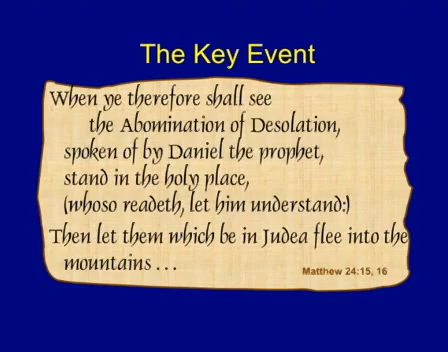 The Key Event
When ye therefore shall see
the Abomination of Desolation,
spoken of by Daniel the prophet,
stand in the holy place,
(whoso readeth, let him understand:)
Then let them which be in Judea flee into the
mountains . . .
Matthew 24:15, 16